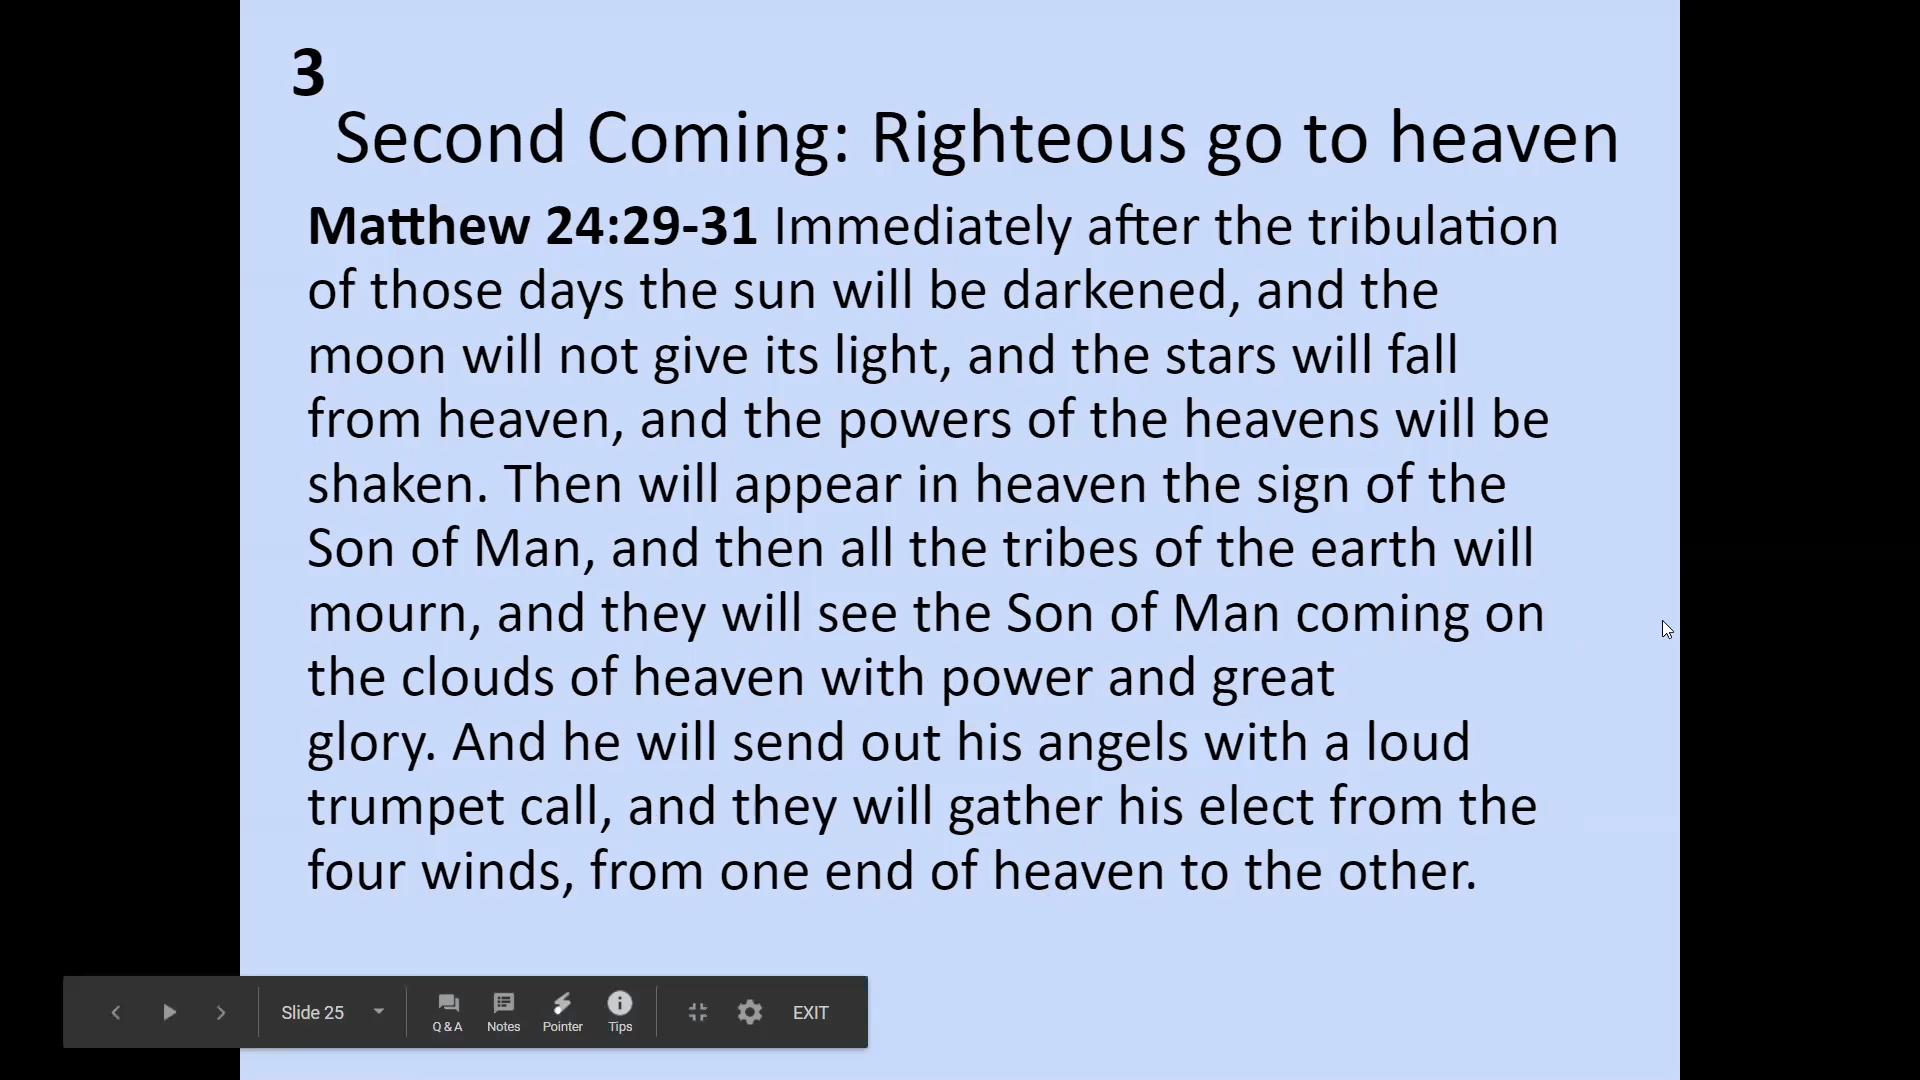 3
Second Coming: Righteous go to heaven
Matthew 24:29-31 Immediately after the tribulation
of those days the sun will be darkened, and the
moon will not give its light, and the stars will fall
from heaven, and the powers of the heavens will be
shaken. Then will appear in heaven the sign of the
Son of Man, and then all the tribes of the earth will
mourn, and they will see the Son of Man coming on
the clouds of heaven with power and great
glory. And he will send out his angels with a loud
trumpet call, and they will gather his elect from the
four winds, from one end of heaven to the other.
Slide 25 Q & A Notes Pointer Tips EXIT